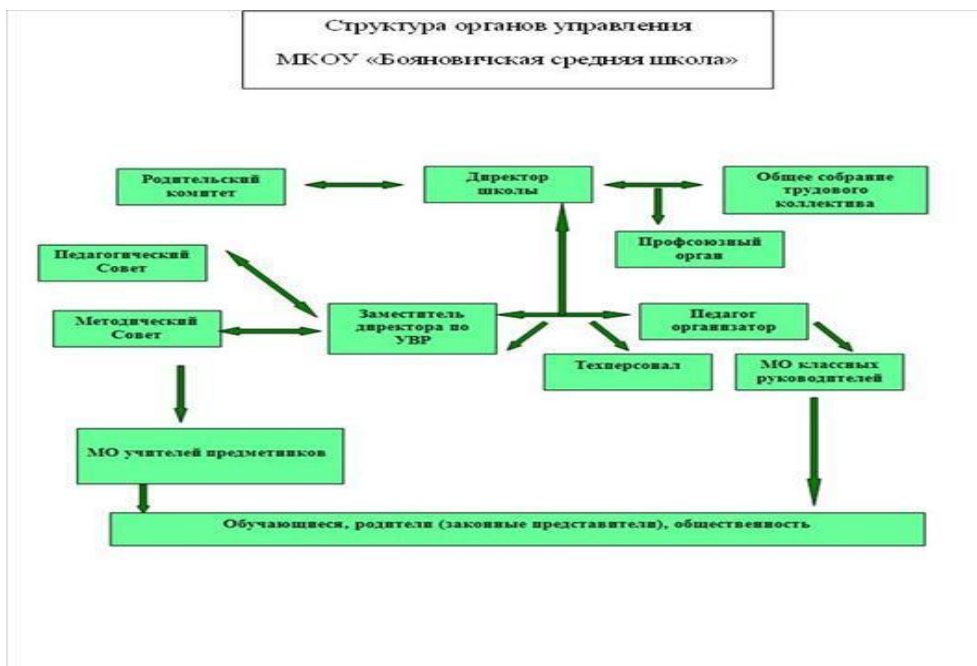 Структура органов управления
МКОУ «Бояновичская средняя школа»
Родительский
комитет
Директор
школы
Общее собрание
трудового
коллектива
Профсоюзный
орган
Педагогический
Совет
Методический
Совет
Заместитель
директора по
УВР
Педагог
организатор
Техперсонал
МО классных
руководителей
МО учителей предметников
Обучающиеся, родители (законные представители), общественность